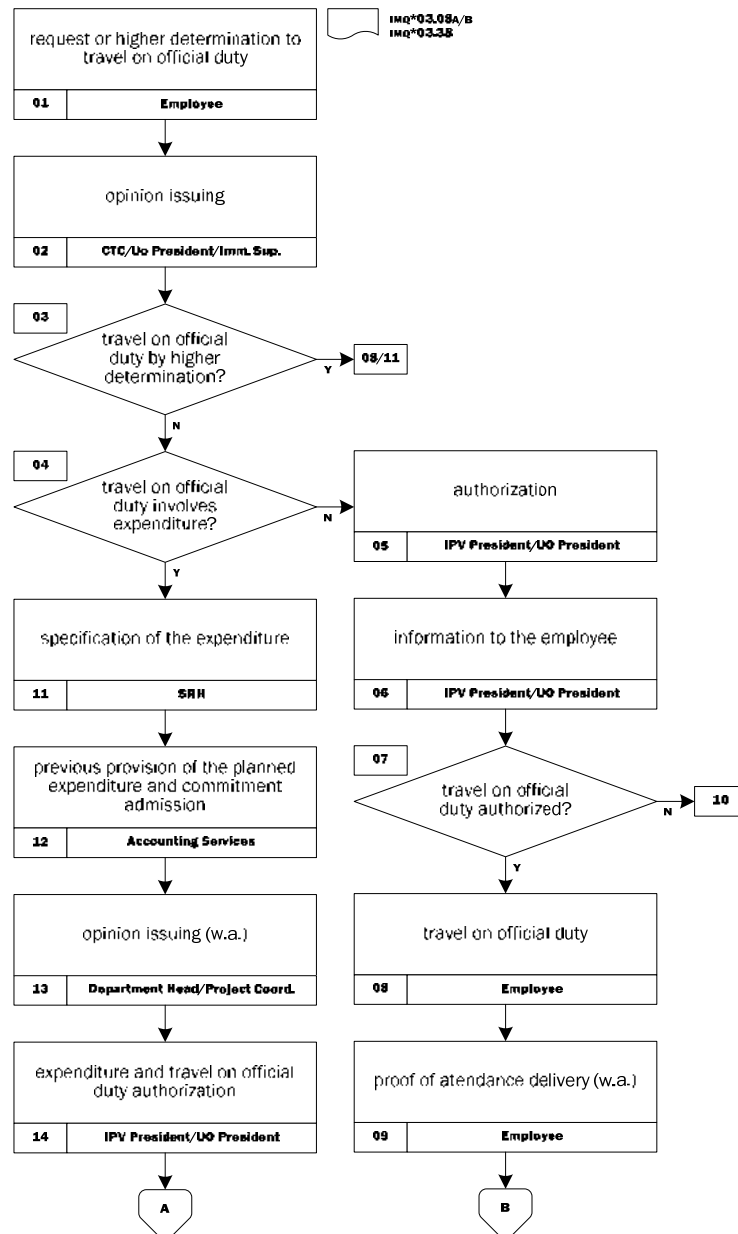 request or higher determination to
travel on official duty
01 Employee
IMQ*03.08A/B
IMQ*03.38
opinion issuing
02 CTC/Uo President/Imm. Sup.
03
travel on official
duty by higher
determination?
Y
08/11
N
04
travel on official
duty involves
expenditure?
N
Y
authorization
05 IPV President/UO President
specification of the expenditure
11 SRH
information to the employee
06 IPV President/UO President
previous provision of the planned
expenditure and commitment
admission
12 Accounting Services
07
travel on official
duty authorized?
N
10
Y
opinion issuing (w.a.)
13 Department Head/Project Coord.
travel on official duty
08 Employee
expenditure and travel on official
duty authorization
14 IPV President/UO President
proof of atendance delivery (w.a.)
09 Employee
A
B